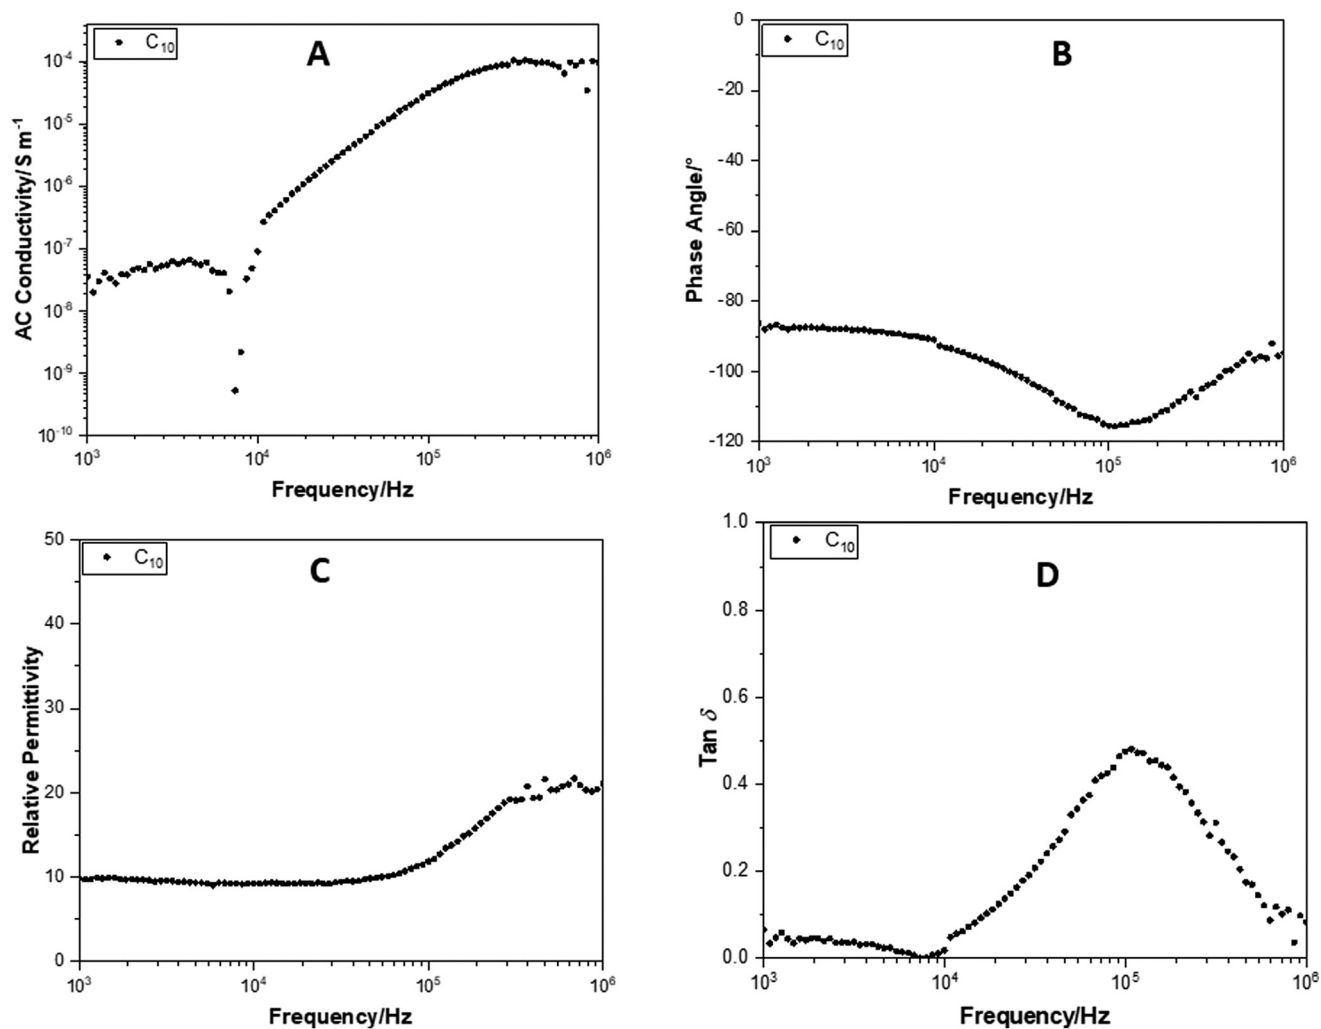 C10
A
10-4
10-5
10-6
10-7
10-8
10-9
10-10
AC Conductivity/S m-1
103
104
105
106
Frequency/Hz
C10
B
0
-20
-40
-60
-80
-100
-120
Phase Angle/°
103
104
105
106
Frequency/Hz
C10
C
50
40
30
20
10
0
Relative Permittivity
103
104
105
106
Frequency/Hz
C10
D
1.0
0.8
0.6
0.4
0.2
0.0
Tan δ
103
104
105
106
Frequency/Hz